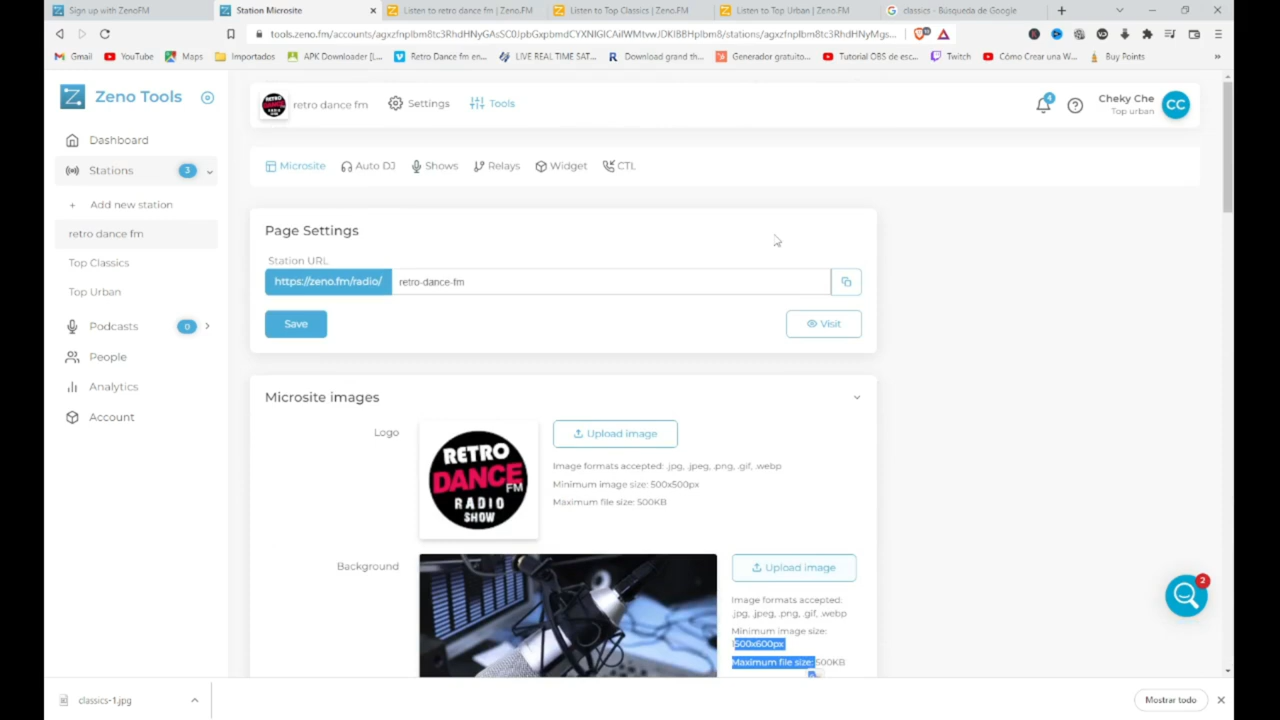 Sign up with ZenoFM
Station Microsite
Listen to retro dance fm | Zeno.FM
Listen to Top Classics | Zeno.FM
Listen to Top Urban | Zeno.FM
classics - Búsqueda de Google
tools.zeno.fm/accounts/
Gmail
YouTube
Maps
Importados
APK Downloader [L...
Retro Dance fm en...
LIVE REAL TIME SAT...
Download grand th...
Generador gratuito...
Tutorial OBS de esc...
Twitch
Cómo Crear una W...
Buy Points
Zeno Tools
retro dance fm
Settings
Tools
4
Cheky Che
Top urban
CC
Dashboard
Stations
3
+ Add new station
retro dance fm
Top Classics
Top Urban
Podcasts
0
People
Analytics
Account
Microsite
Auto DJ
Shows
Relays
Widget
CTL
Page Settings
Station URL
https://zeno.fm/radio/
retro-dance-fm
Save
Visit
Microsite images
Logo
RETRO
DANCE
FM
RADIO
SHOW
Upload image
Image formats accepted: .jpg, .jpeg, .png, .gif, .webp
Minimum image size: 500x500px
Maximum file size: 500KB
Background
Upload image
Image formats accepted:
.jpg, .jpeg, .png, .gif, .webp
Minimum image size:
500x600px
Maximum file size: 500KB
2
classics-1.jpg
Mostrar todo